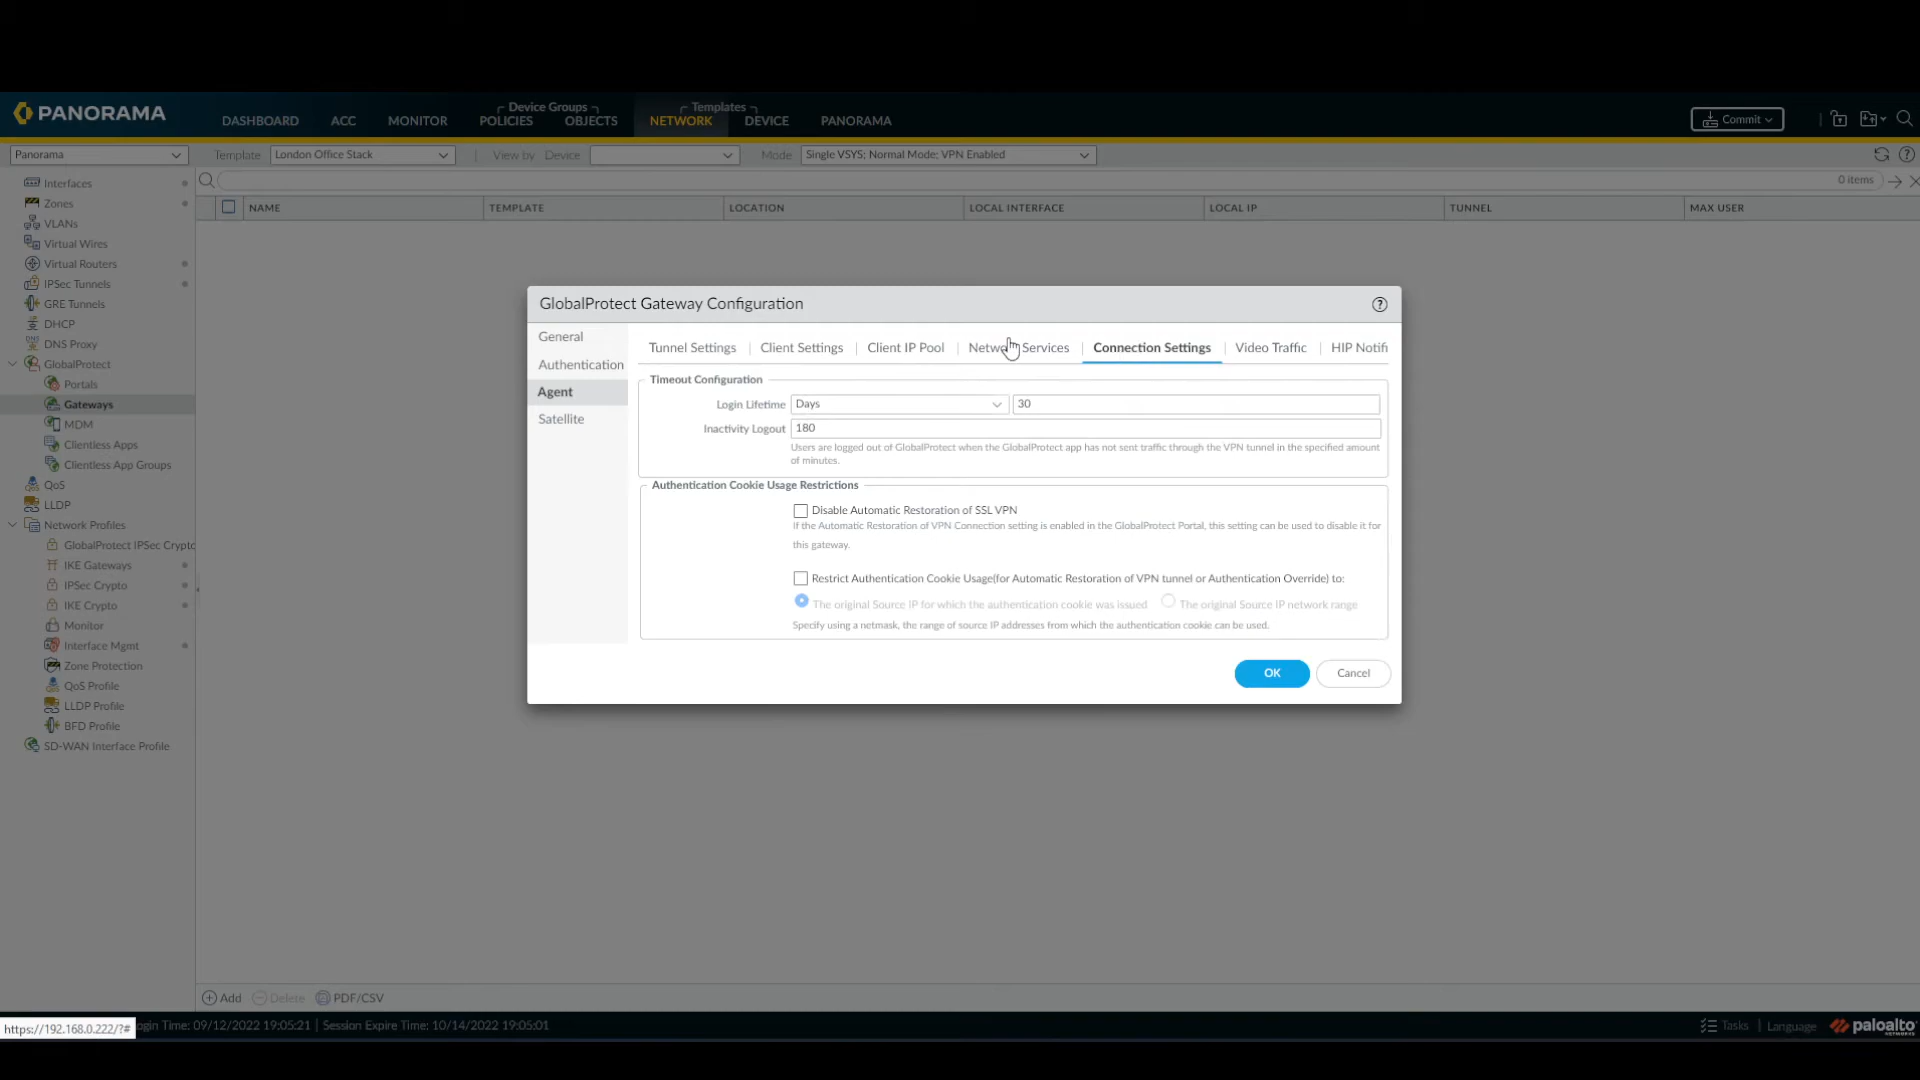 PANORAMA
DASHBOARD
ACC
MONITOR
Device Groups
POLICIES
OBJECTS
Templates
NETWORK
DEVICE
PANORAMA
Commit
Panorama
Template
London Office Stack
View by
Device
Mode
Single VSYS; Normal Mode; VPN Enabled
0 items
NAME
TEMPLATE
LOCATION
LOCAL INTERFACE
LOCAL IP
TUNNEL
MAX USER
Interfaces
Zones
VLANs
Virtual Wires
Virtual Routers
IPSec Tunnels
GRE Tunnels
DHCP
DNS Proxy
GlobalProtect
Portals
Gateways
MDM
Clientless Apps
Clientless App Groups
QoS
LLDP
Network Profiles
GlobalProtect IPSec Crypto
IKE Gateways
IPSec Crypto
IKE Crypto
Monitor
Interface Mgmt
Zone Protection
QoS Profile
LLDP Profile
BFD Profile
SD-WAN Interface Profile
GlobalProtect Gateway Configuration
General
Authentication
Agent
Satellite
Tunnel Settings
Client Settings
Client IP Pool
Services
Connection Settings
Video Traffic
HIP Notifi
Timeout Configuration
Login Lifetime
Days
30
Inactivity Logout
180
Users are logged out of GlobalProtect when the GlobalProtect app has not sent traffic through the VPN tunnel in the specified amount
of minutes.
Authentication Cookie Usage Restrictions
Disable Automatic Restoration of SSL VPN
If the Automatic Restoration of VPN Connection setting is enabled in the GlobalProtect Portal, this setting can be used to disable it for
this gateway.
Restrict Authentication Cookie Usage(for Automatic Restoration of VPN tunnel or Authentication Override) to:
The original Source IP for which the authentication cookie was issued
The original Source IP network range
Specify using a netmask, the range of source IP addresses from which the authentication cookie can be used.
OK
Cancel
Add
Delete
PDF/CSV
https://192.168.0.222/?#
ogin Time: 09/12/2022 19:05:21 | Session Expire Time: 10/14/2022 19:05:01
Tasks | Language
paloalto
NETWORKS